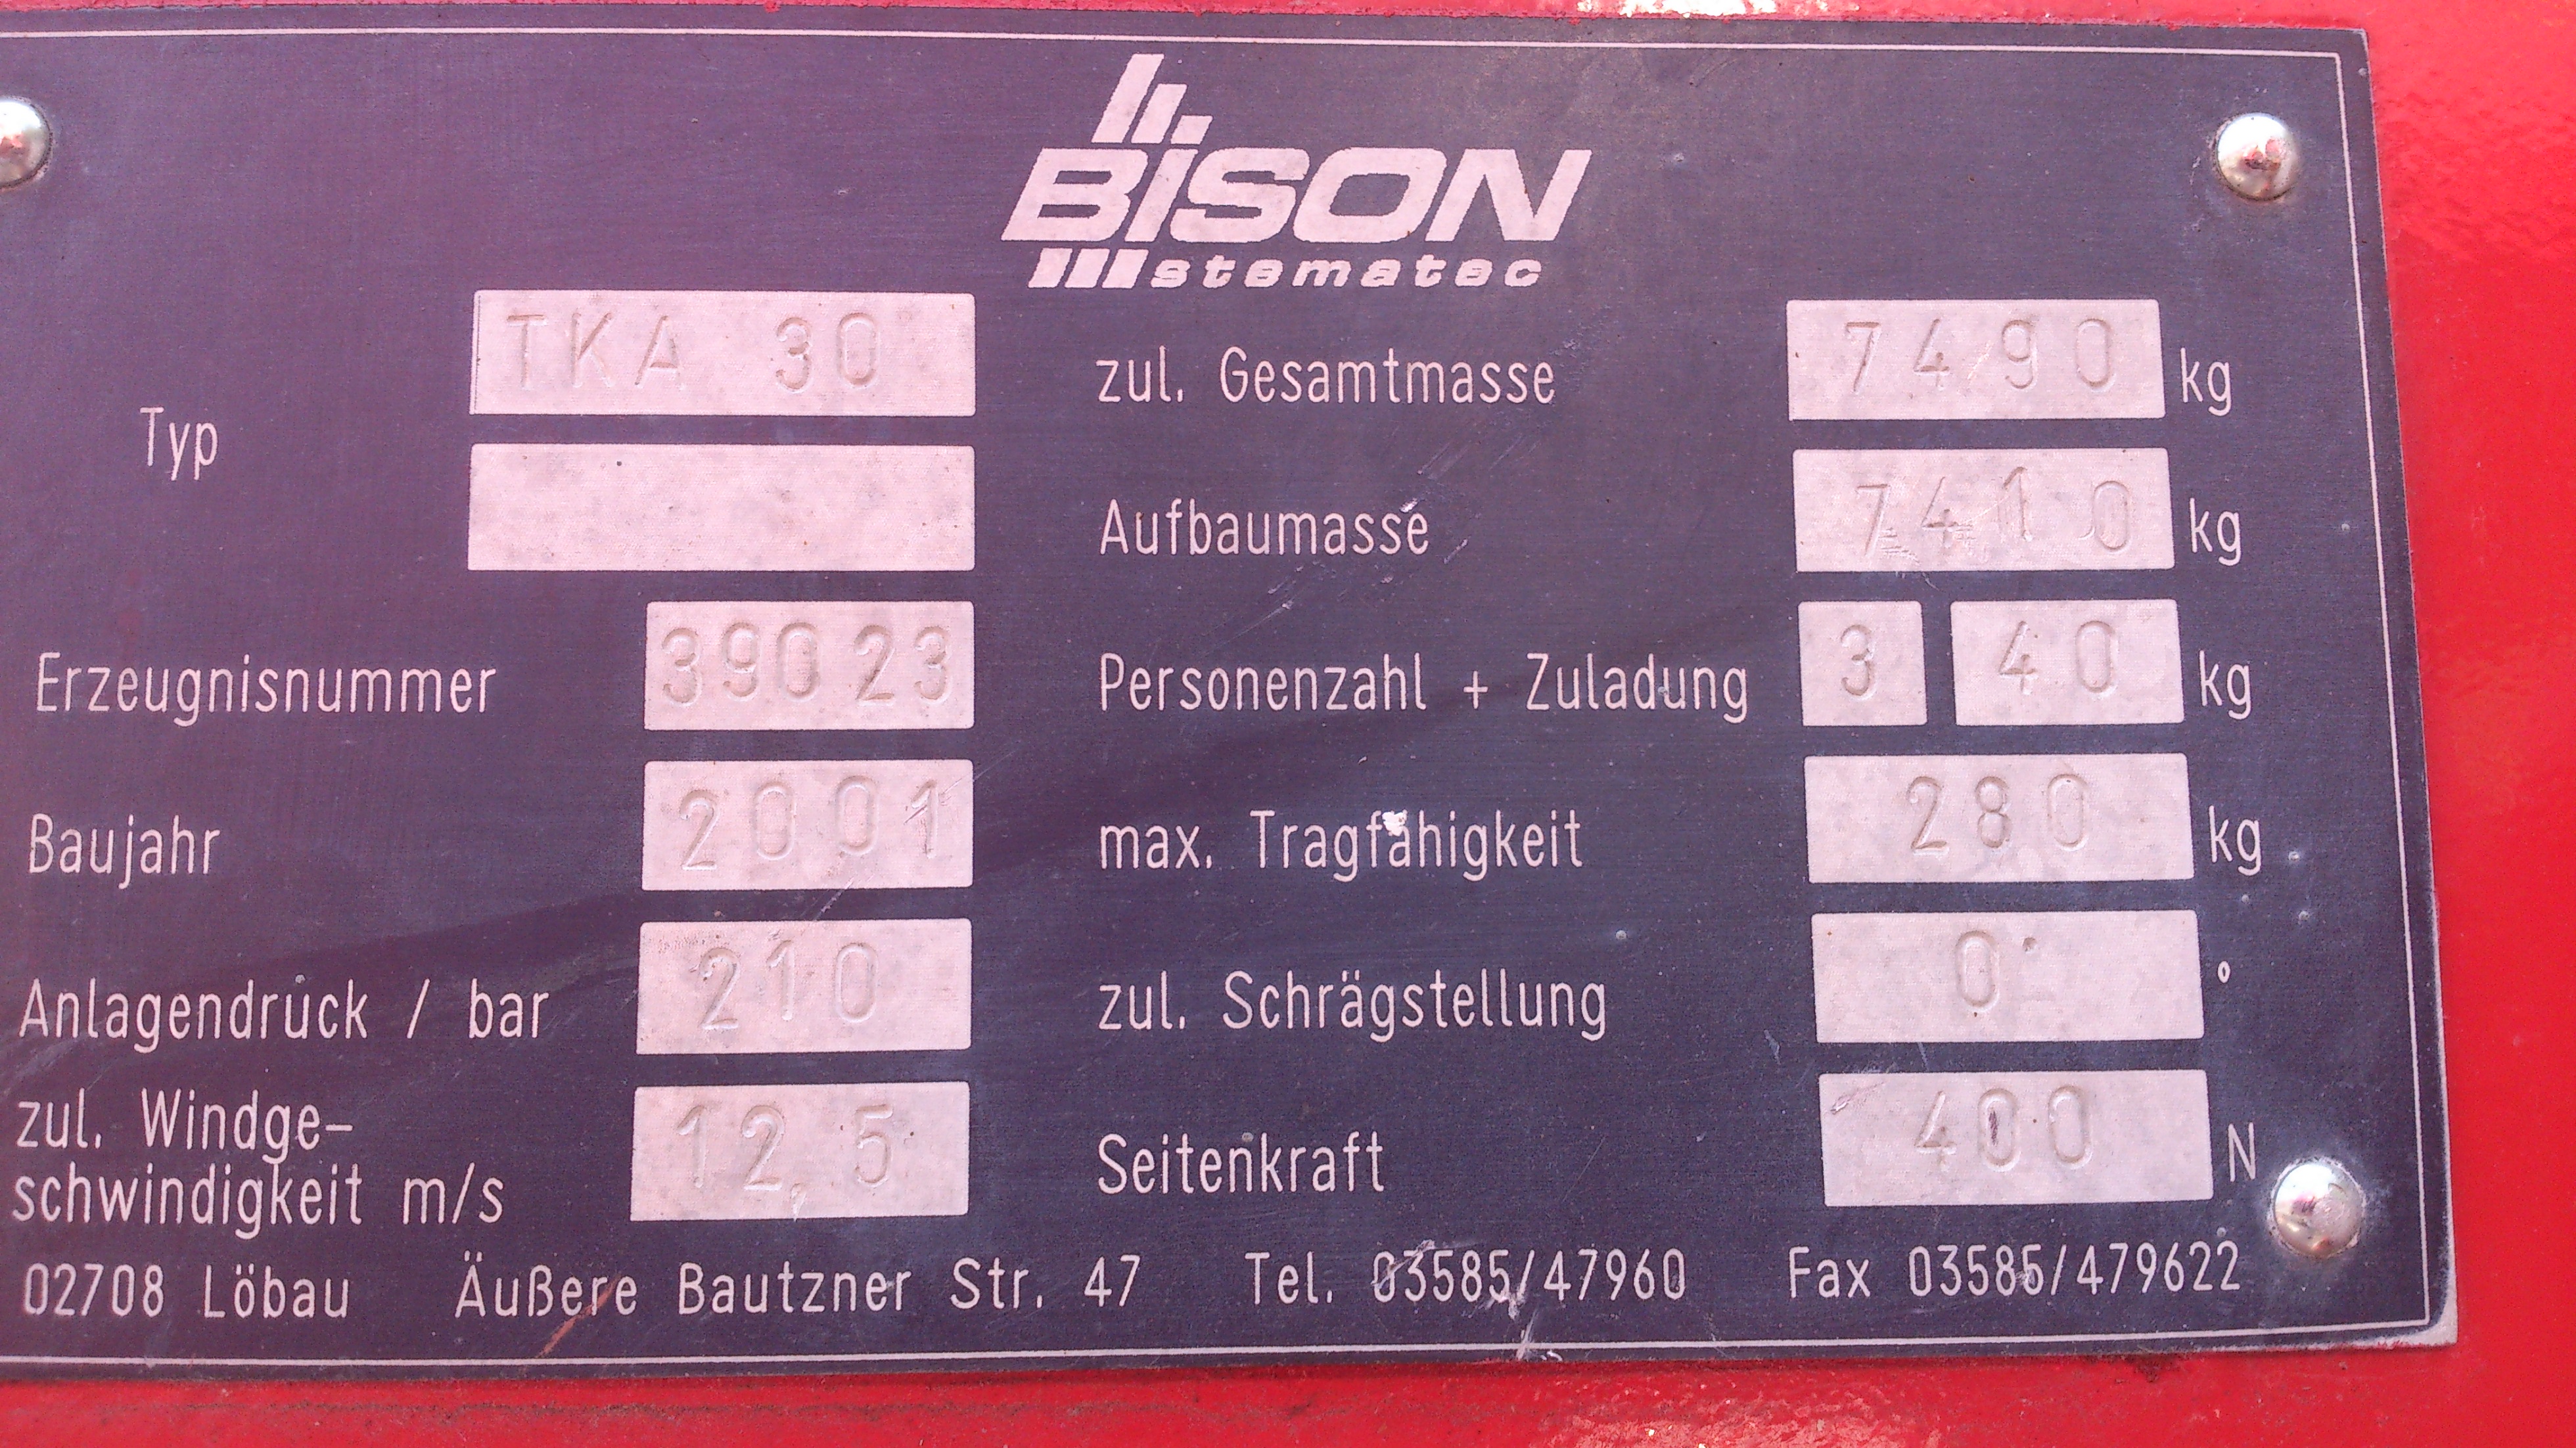 BISON
stematec
Typ TKA 30
zul. Gesamtmasse 7490 kg
Aufbaumasse 7410 kg
Erzeugnisnummer 39023
Personenzahl + Zuladung 3 40 kg
Baujahr 2001
max. Tragfähigkeit 280 kg
Anlagendruck / bar 210
zul. Schrägstellung 0° °
zul. Windge-
schwindigkeit m/s 12,5
Seitenkraft 400 N
02708 Löbau Äußere Bautzner Str. 47 Tel. 03585/47960 Fax 03585/479622